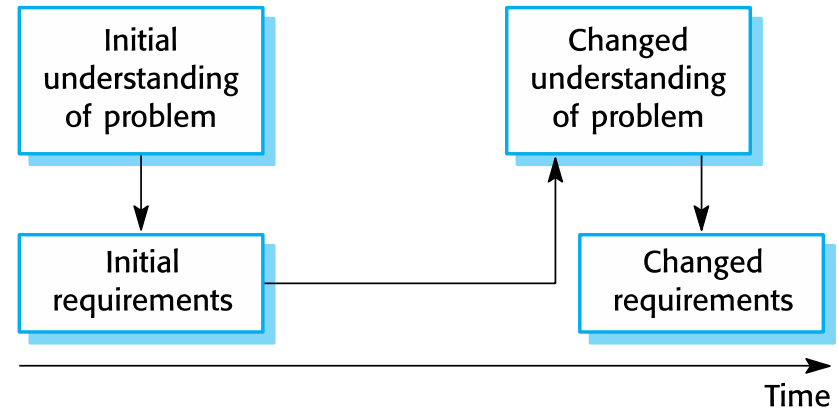 Initial
understanding
of problem
Changed
understanding
of problem
Initial
requirements
Changed
requirements
Time